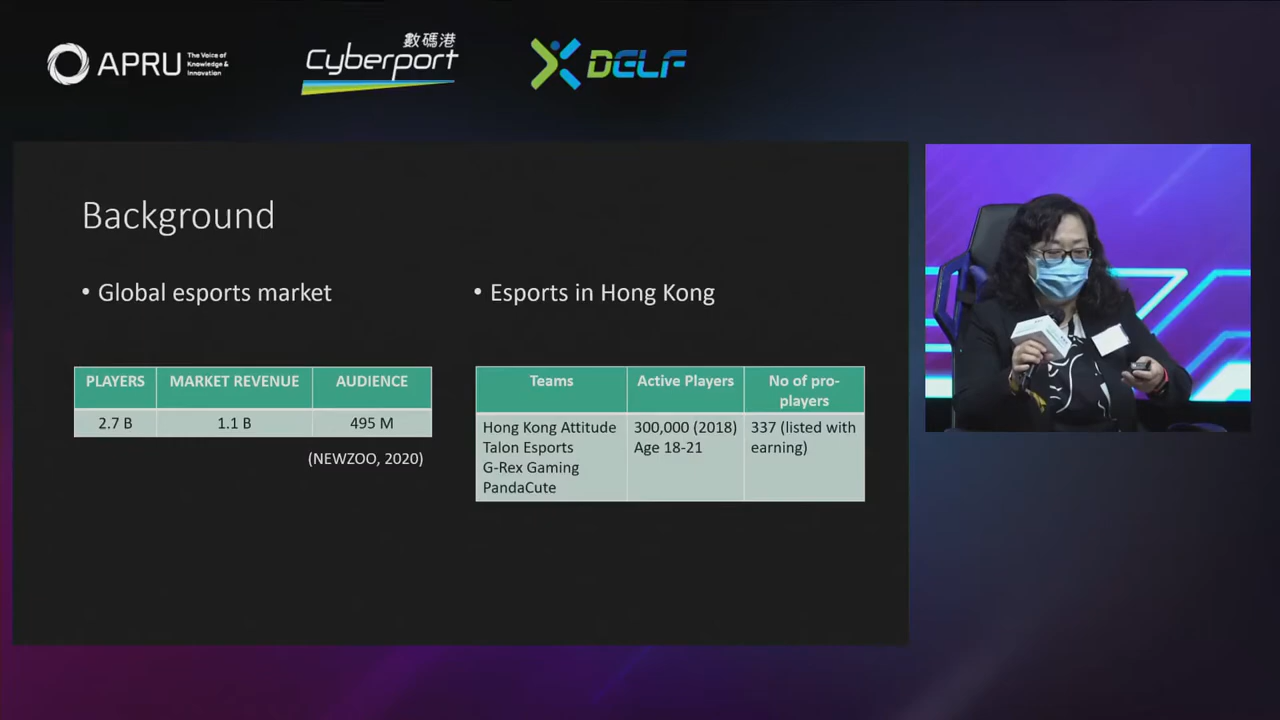 APRU
The Voice of
Knowledge &
Innovation
數碼港
Cyberport
DELF
Background
• Global esports market
PLAYERS MARKET REVENUE AUDIENCE
2.7 B 1.1 B 495 M
(NEWZOO, 2020)
• Esports in Hong Kong
Teams Active Players No of pro-
players
Hong Kong Attitude 300,000 (2018) 337 (listed with
Talon Esports Age 18-21 earning)
G-Rex Gaming
PandaCute